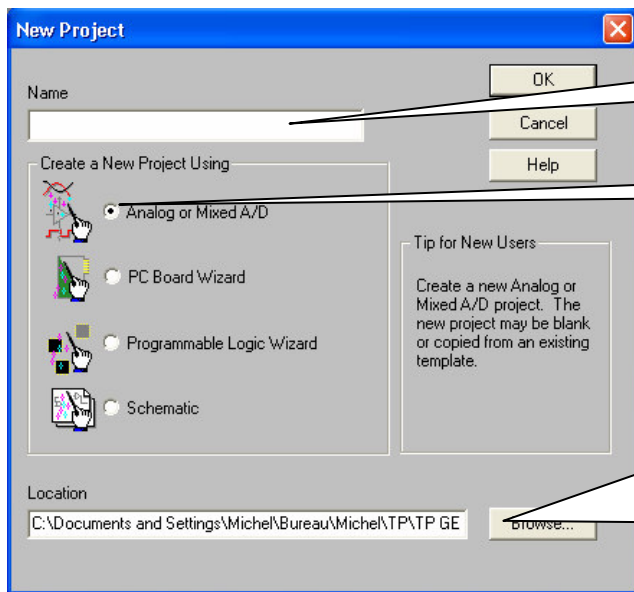 New Project
Name
OK
Cancel
Help
Create a New Project Using
Analog or Mixed A/D
PC Board Wizard
Programmable Logic Wizard
Schematic
Tip for New Users
Create a new Analog or
Mixed A/D project. The
new project may be blank
or copied from an existing
template.
Location
C:\Documents and Settings\Michel\Bureau\Michel\TP\TP GE
Browse...